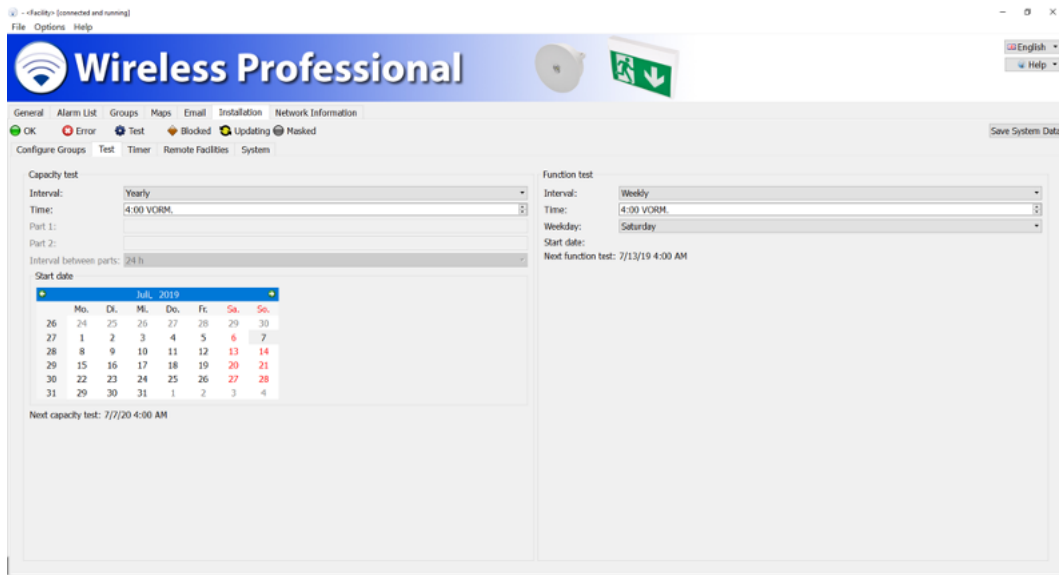 - <Facility> [connected and running]
File Options Help
Wireless Professional
English
Help
General Alarm List Groups Maps Email Installation Network Information
OK Error Test Blocked Updating Masked
Save System Data
Configure Groups Test Timer Remote Facilities System
Capacity test
Interval: Yearly
Time: 4:00 VORM.
Part 1:
Part 2:
Interval between parts: 24 h
Start date
Juli, 2019
Mo. Di. Mi. Do. Fr. Sa. So.
26 24 25 26 27 28 29 30
27 1 2 3 4 5 6 7
28 8 9 10 11 12 13 14
29 15 16 17 18 19 20 21
30 22 23 24 25 26 27 28
31 29 30 31 1 2 3 4
Next capacity test: 7/7/20 4:00 AM
Function test
Interval: Weekly
Time: 4:00 VORM.
Weekday: Saturday
Start date:
Next function test: 7/13/19 4:00 AM